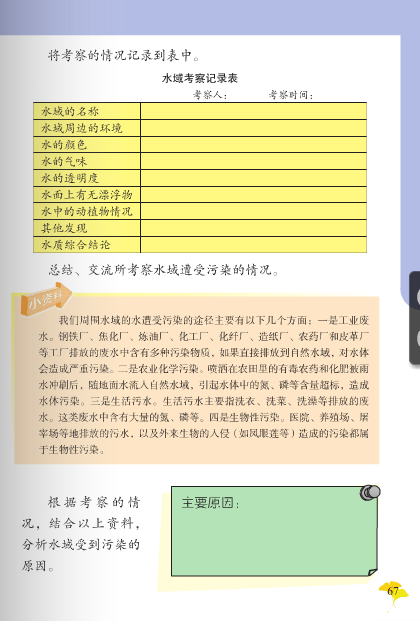 将考察的情况记录到表中。
水域考察记录表
考察人： 考察时间：
水域的名称
水域周边的环境
水的颜色
水的气味
水的透明度
水面上有无漂浮物
水中的动植物情况
其他发现
水质综合结论
总结、交流所考察水域遭受污染的情况。
小资料
我们周围水域的水遭受污染的途径主要有以下几个方面：一是工业废
水。钢铁厂、焦化厂、炼油厂、化工厂、化纤厂、造纸厂、农药厂和皮革厂
等工厂排放的废水中含有多种污染物质，如果直接排放到自然水域，对水体
会造成严重污染。二是农业化学污染。喷洒在农田里的有毒农药和化肥被雨
水冲刷后，随地面水流入自然水域，引起水体中的氮、磷等含量超标，造成
水体污染。三是生活污水。生活污水主要指洗衣、洗菜、洗澡等排放的废
水。这类废水中含有大量的氮、磷等。四是生物性污染。医院、养殖场、屠
宰场等地排放的污水，以及外来生物的入侵（如凤眼莲等）造成的污染都属
于生物性污染。
根据考察的情
况，结合以上资料，
分析水域受到污染的
原因。
主要原因：
67